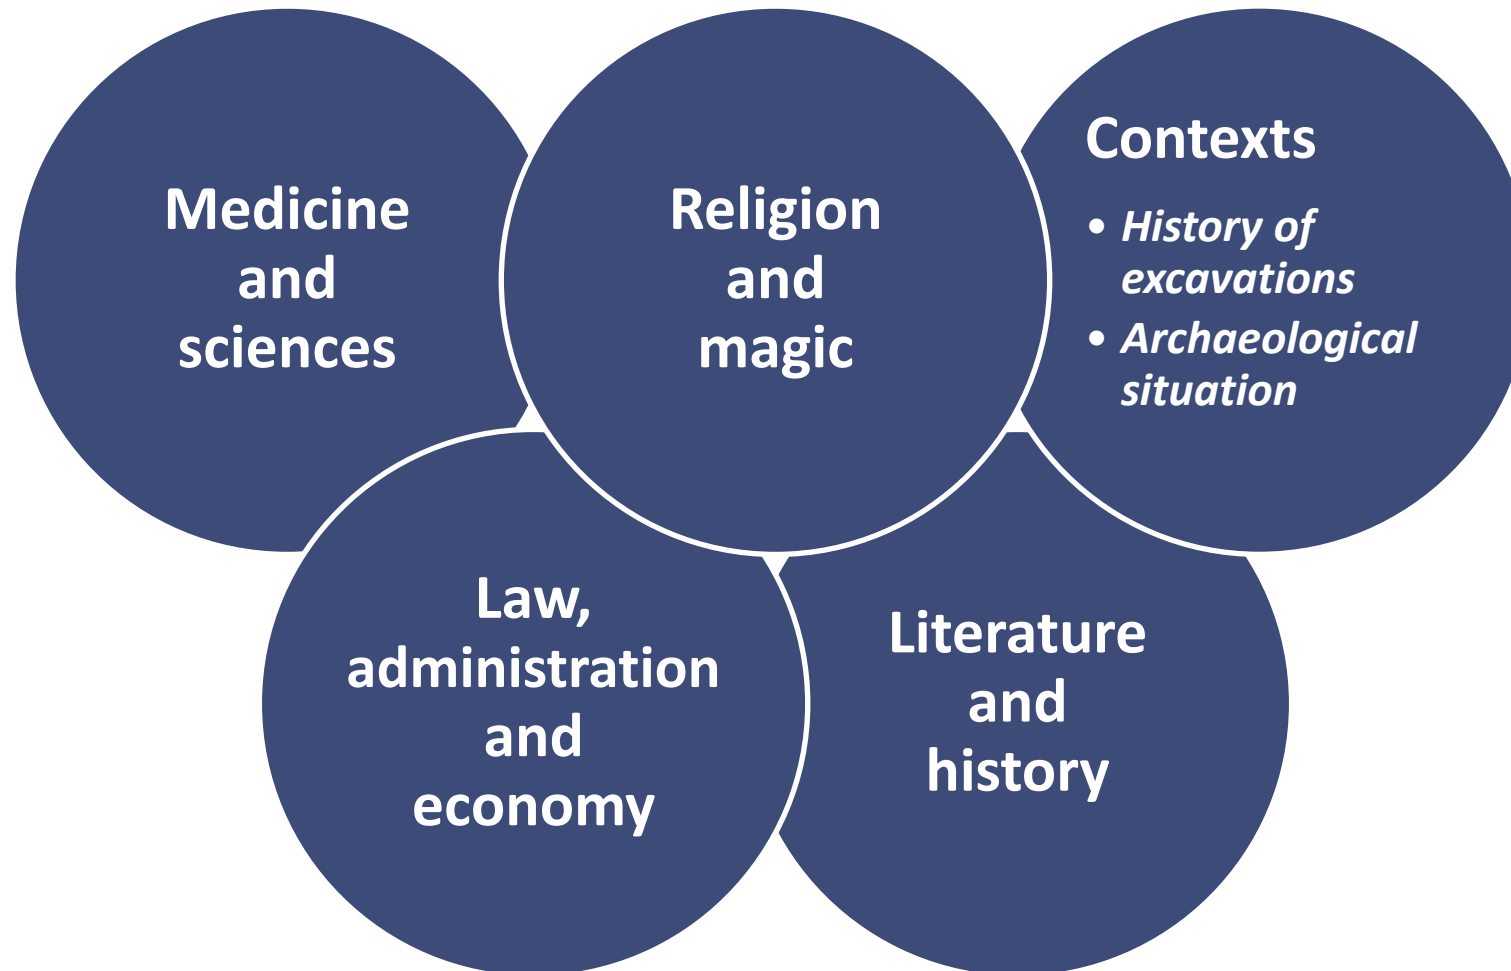 Medicine
and
sciences
Religion
and
magic
Contexts
• History of
excavations
• Archaeological
situation
Law,
administration
and
economy
Literature
and
history